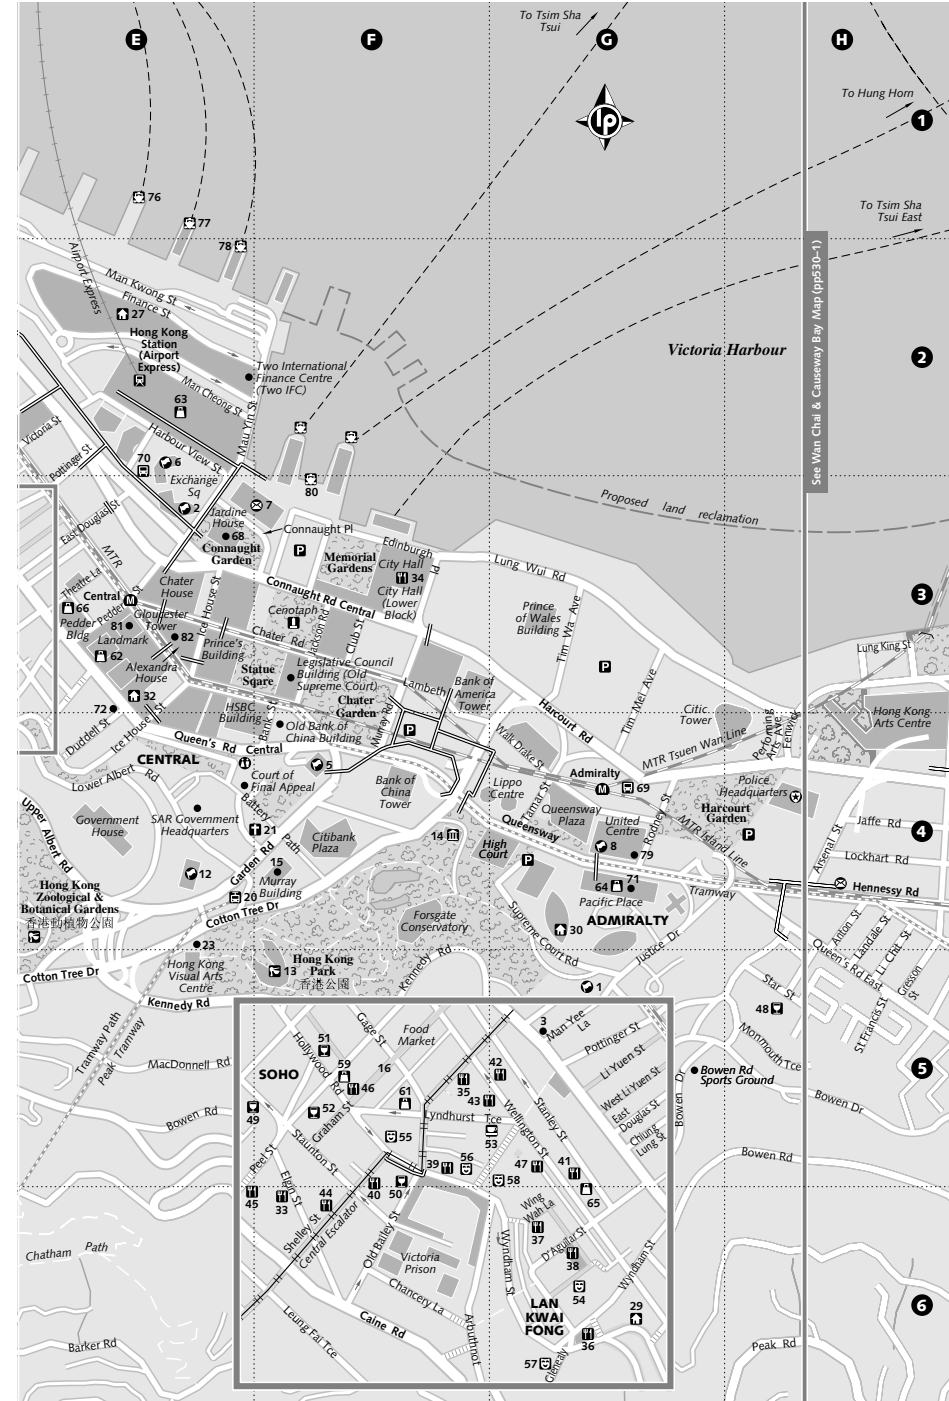 To Tsim Sha
Tsui
E
F
G
H
To Hung Hom
lp
1
To Tsim Sha
Tsui East
76
77
78
Airport Express
Man Kwong St
Finance St
27
Hong Kong
Station
(Airport
Express)
Two International
Finance Centre
(Two IFC)
Man Cheong St
63
Mau Yin St
Victoria Harbour
2
See Wan Chai & Causeway Bay Map (pp530–1)
Victoria St
Pottinger St
Harbour View St
70
6
Exchange
Sq
2
80
Proposed land reclamation
7
Jardine
House
68
Connaught
Garden
Connaught Pl
P
Memorial
Gardens
Edinburgh
Pl
City Hall
34
City Hall
(Lower
Block)
Lung Wui Rd
East Douglas St
MTR
Theatre La
Central
M
66
Pedder St
Pedder
Bldg
81
Landmark
62
Chater
House
Gloucester
Tower
82
Ice House St
Connaught Rd Central
Cenotaph
Jackson Rd
Club St
Chater Rd
Prince's
Building
Alexandra
House
Statue
Sqare
Legislative Council
Building (Old
Supreme Court)
Prince
of Wales
Building
Tim Wa Ave
P
3
Lung King St
32
72
HSBC
Building
Bank St
Chater
Garden
Lambeth
Bank of
America
Tower
Harcourt Rd
Tim Mei Ave
Citic
Tower
Hong Kong
Arts Centre
Duddell St
Ice House St
Queen's Rd Central
Old Bank of
China Building
Murray Rd
P
Walk Drake St
MTR Tsuen Wan Line
Performing
Arts Ave
Fenwick
CENTRAL
5
Lower Albert Rd
Court of
Final Appeal
Battery
Path
Bank of
China
Tower
Lippo
Centre
Admiralty
M
69
Tamar St
Police
Headquarters
Upper Albert Rd
Government
House
SAR Government
Headquarters
21
Citibank
Plaza
14
Queensway
Queensway
Plaza
United
Centre
8
79
Rodney St
Harcourt
Garden
P
MTR Island Line
Arsenal St
Jaffe Rd
4
Lockhart Rd
High
Court
P
Garden Rd
15
Murray
Building
12
20
Cotton Tree Dr
64
71
Pacific Place
Tramway
Hennessy Rd
Hong Kong
Zoological &
Botanical Gardens
香港動植物公園
Forsgate
Conservatory
ADMIRALTY
30
Supreme Court Rd
Justice Dr
Anton St
Landale St
Li Chit St
Queen's Rd East
Gresson
St
23
Cotton Tree Dr
Hong Kong
Visual Arts
Centre
13
Hong Kong
Park
香港公園
Kennedy Rd
Kennedy Rd
1
Star St
48
St Francis St
Monmouth Tce
Tramway Path
Peak Tramway
MacDonnell Rd
Bowen Rd
Bowen Rd
Sports Ground
Bowen Dr
Bowen Dr
5
Bowen Rd
51
Gage St
Food
Market
3
Man Yee
La
Pottinger St
Hollywood Rd
SOHO
59
46
16
42
35
43
Li Yuen St
West Li Yuen St
East
Douglas St
Chiung
Lung St
61
49
52
Graham St
Lyndhurst Tce
53
Wellington St
Stanley St
Staunton St
55
Peel St
56
39
58
47
41
65
45
Elgin St
33
44
40
50
Wing
Wah La
37
Shelley St
Central Escalator
Old Bailey St
Victoria
Prison
Wyndham St
D'Aguilar St
38
Wyndham St
54
Chancery La
LAN
KWAI
FONG
29
Caine Rd
Leung Fai Tce
Arbuthnot
36
57
Glenealy
Chatham Path
Barker Rd
Peak Rd
6